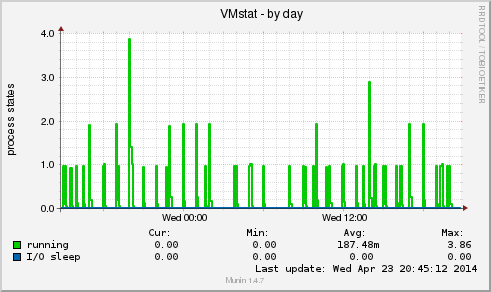 VMstat - by day
RRDTOOL / TOBI OETIKER
process states
4.0
3.0
2.0
1.0
0.0
Wed 00:00 Wed 12:00
Cur: Min: Avg: Max:
running 0.00 0.00 187.48m 3.86
I/O sleep 0.00 0.00 0.00 0.00
Last update: Wed Apr 23 20:45:12 2014
Munin 1.4.7